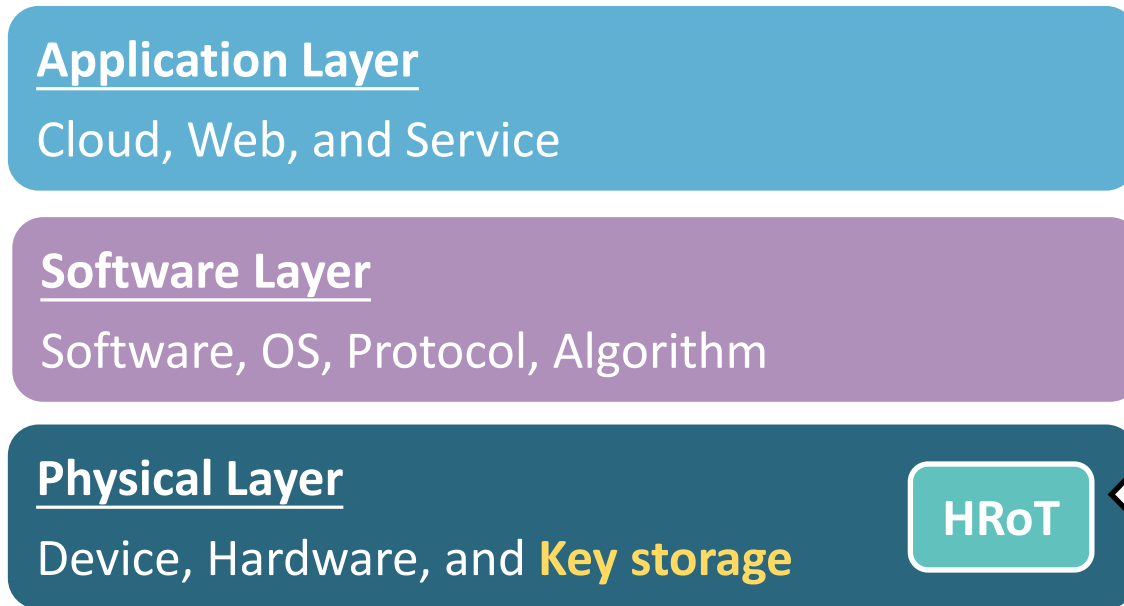 Application Layer
Cloud, Web, and Service
Software Layer
Software, OS, Protocol, Algorithm
Physical Layer
Device, Hardware, and Key storage
HRoT